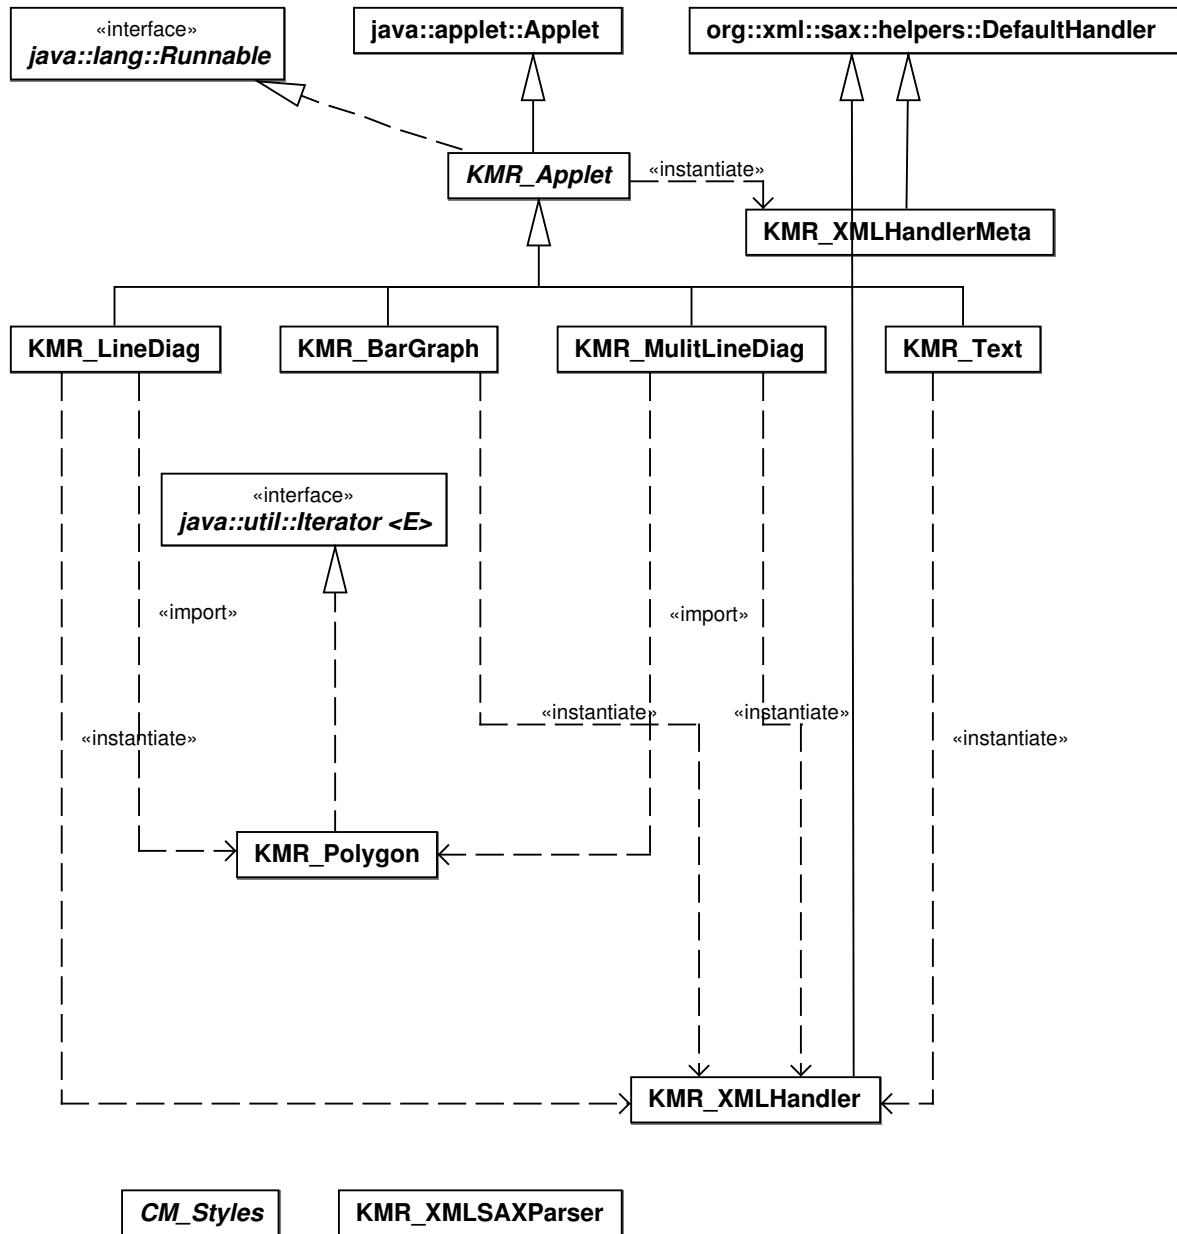 «interface»
java::lang::Runnable
java::applet::Applet
org::xml::sax::helpers::DefaultHandler
KMR_Applet
«instantiate»
KMR_XMLHandlerMeta
KMR_LineDiag
KMR_BarGraph
KMR_MulitLineDiag
KMR_Text
«interface»
java::util::Iterator <E>
«import»
«import»
«instantiate»
«instantiate»
«instantiate»
«instantiate»
KMR_Polygon
KMR_XMLHandler
CM_Styles
KMR_XMLSAXParser